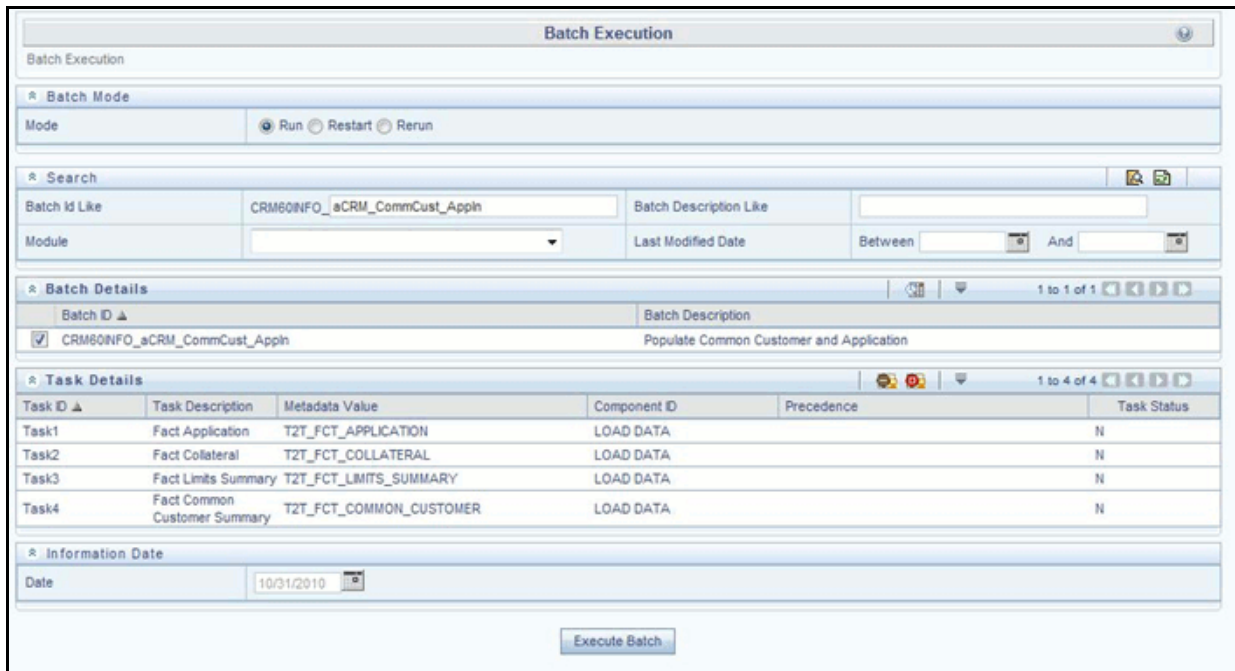 Batch Execution
Batch Execution
Batch Mode
Mode Run Restart Rerun
Search
Batch Id Like CRM60INFO_ aCRM_CommCust_Appln Batch Description Like
Module Last Modified Date Between And
Batch Details 1 to 1 of 1
Batch ID Batch Description
CRM60INFO_aCRM_CommCust_Appln Populate Common Customer and Application
Task Details 1 to 4 of 4
Task ID Task Description Metadata Value Component ID Precedence Task Status
Task1 Fact Application T2T_FCT_APPLICATION LOAD DATA N
Task2 Fact Collateral T2T_FCT_COLLATERAL LOAD DATA N
Task3 Fact Limits Summary T2T_FCT_LIMITS_SUMMARY LOAD DATA N
Task4 Fact Common Customer Summary T2T_FCT_COMMON_CUSTOMER LOAD DATA N
Information Date
Date 10/31/2010
Execute Batch